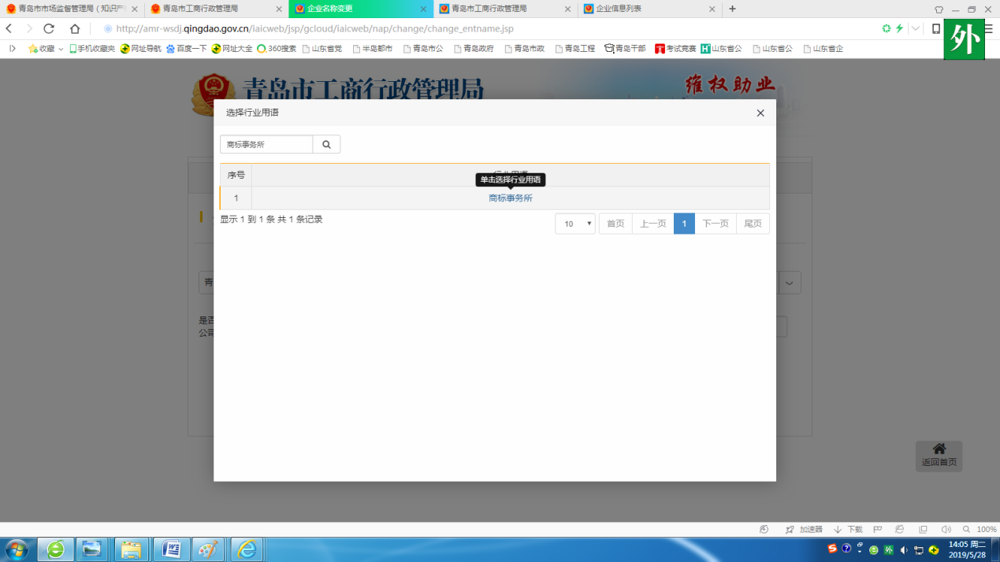 青岛市市场监督管理局（知识产
青岛市工商行政管理局
企业名称变更
青岛市工商行政管理局
企业信息列表
http://amr-wsdj.qingdao.gov.cn/iaicweb/jsp/gcloud/iaicweb/nap/change/change_entname.jsp
外
收藏 手机收藏夹 网址导航 百度一下 网址大全 360搜索 山东省党 半岛都市 青岛市公 青岛政府 青岛市政 青岛工程 青岛干部 考试竞赛 山东省公 山东省公 山东省企
青岛市工商行政管理局
维权助业
选择行业用语
商标事务所
序号
单击选择行业用语
1 商标事务所
显示 1 到 1 条 共 1 条记录
10 首页 上一页 1 下一页 尾页
青
是否
公司
返回首页
加速器 下载 100%
14:05 周二
2019/5/28